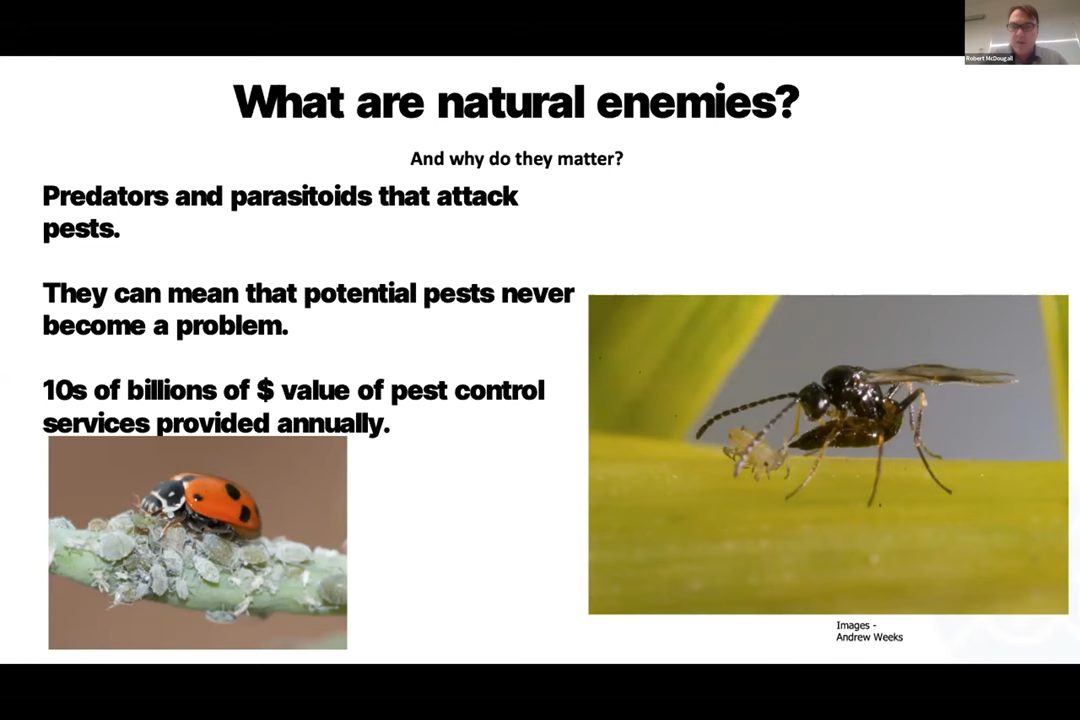 Robert McDougall
What are natural enemies?
And why do they matter?
Predators and parasitoids that attack
pests.
They can mean that potential pests never
become a problem.
10s of billions of $ value of pest control
services provided annually.
Images -
Andrew Weeks